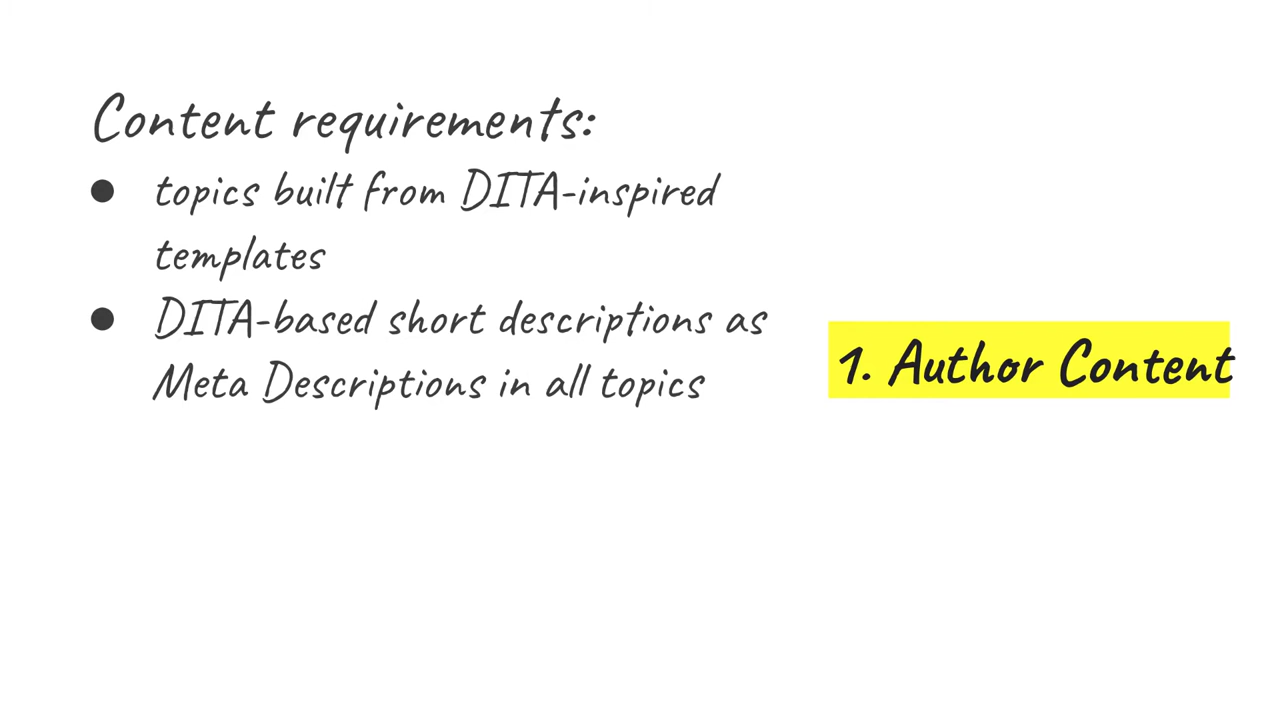 Content requirements:
● topics built from DITA-inspired
templates
● DITA-based short descriptions as
Meta Descriptions in all topics
1. Author Content